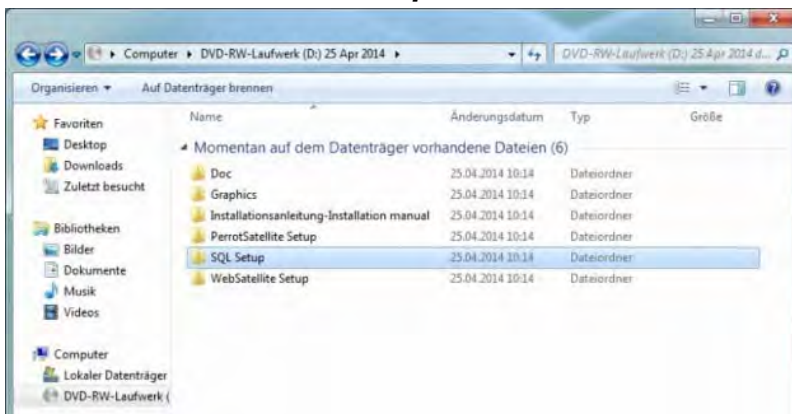 Computer ▸ DVD-RW-Laufwerk (D:) 25 Apr 2014 ▸
DVD-RW-Laufwerk (D:) 25 Apr 2014 d...
Organisieren Auf Datenträger brennen
Name Änderungsdatum Typ Größe
Momentan auf dem Datenträger vorhandene Dateien (6)
Doc 25.04.2014 10:14 Dateiordner
Graphics 25.04.2014 10:14 Dateiordner
Installationsanleitung-Installation manual 25.04.2014 10:14 Dateiordner
PerrotSatellite Setup 25.04.2014 10:14 Dateiordner
SQL Setup 25.04.2014 10:14 Dateiordner
WebSatellite Setup 25.04.2014 10:14 Dateiordner
Favoriten
Desktop
Downloads
Zuletzt besucht
Bibliotheken
Bilder
Dokumente
Musik
Videos
Computer
Lokaler Datenträger
DVD-RW-Laufwerk (